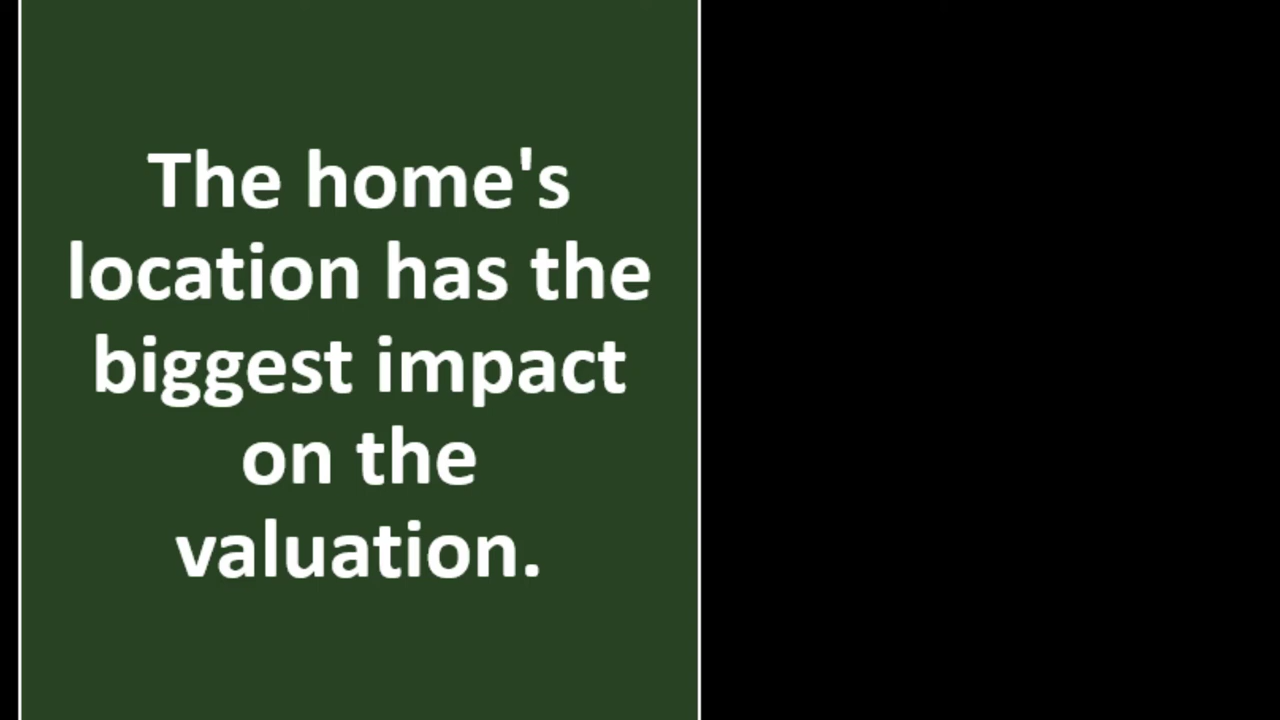 The home's
location has the
biggest impact
on the
valuation.